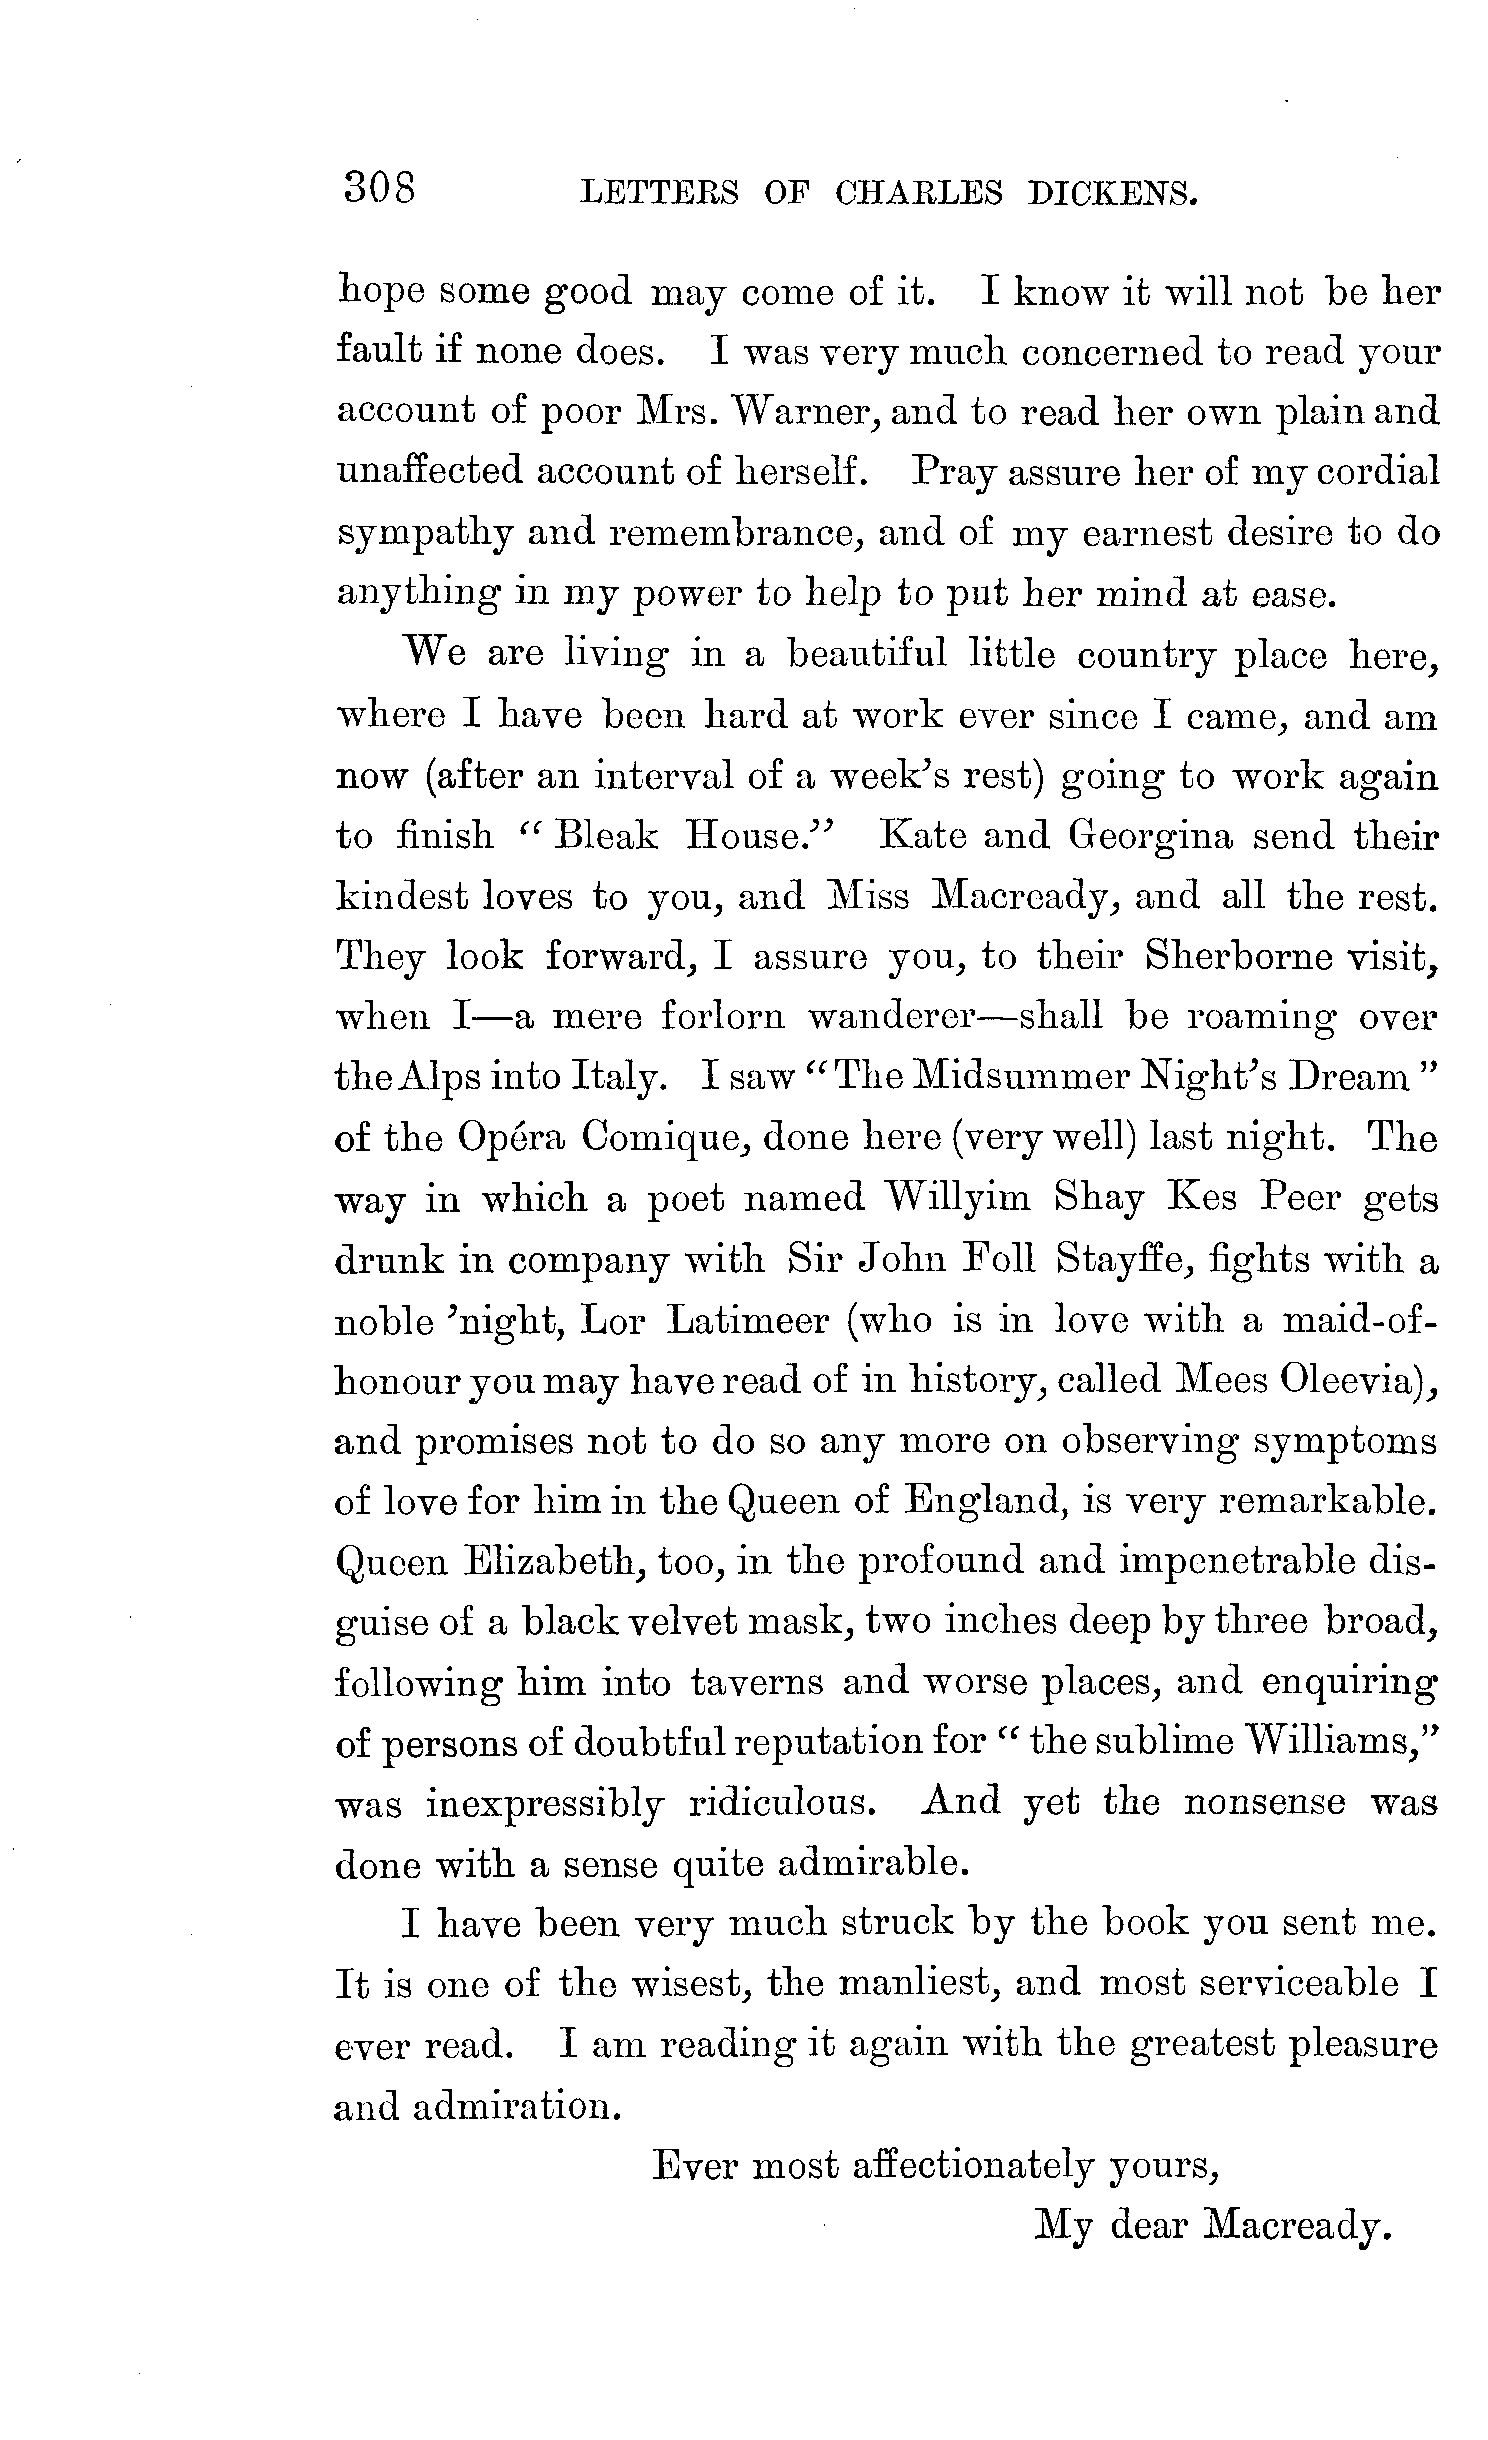 308 LETTERS OF CHARLES DICKENS.
hope some good may come of it. I know it will not be her
fault if none does. I was very much concerned to read your
account of poor Mrs. Warner, and to read her own plain and
unaffected account of herself. Pray assure her of my cordial
sympathy and remembrance, and of my earnest desire to do
anything in my power to help to put her mind at ease.
We are living in a beautiful little country place here,
where I have been hard at work ever since I came, and am
now (after an interval of a week's rest) going to work again
to finish “ Bleak House.” Kate and Georgina send their
kindest loves to you, and Miss Macready, and all the rest.
They look forward, I assure you, to their Sherborne visit,
when I—a mere forlorn wanderer—shall be roaming over
the Alps into Italy. I saw “The Midsummer Night's Dream ”
of the Opéra Comique, done here (very well) last night. The
way in which a poet named Willyim Shay Kes Peer gets
drunk in company with Sir John Foll Stayffe, fights with a
noble 'night, Lor Latimeer (who is in love with a maid-of-
honour you may have read of in history, called Mees Oleevia),
and promises not to do so any more on observing symptoms
of love for him in the Queen of England, is very remarkable.
Queen Elizabeth, too, in the profound and impenetrable dis-
guise of a black velvet mask, two inches deep by three broad,
following him into taverns and worse places, and enquiring
of persons of doubtful reputation for “ the sublime Williams,”
was inexpressibly ridiculous. And yet the nonsense was
done with a sense quite admirable.
I have been very much struck by the book you sent me.
It is one of the wisest, the manliest, and most serviceable I
ever read. I am reading it again with the greatest pleasure
and admiration.
Ever most affectionately yours,
My dear Macready.